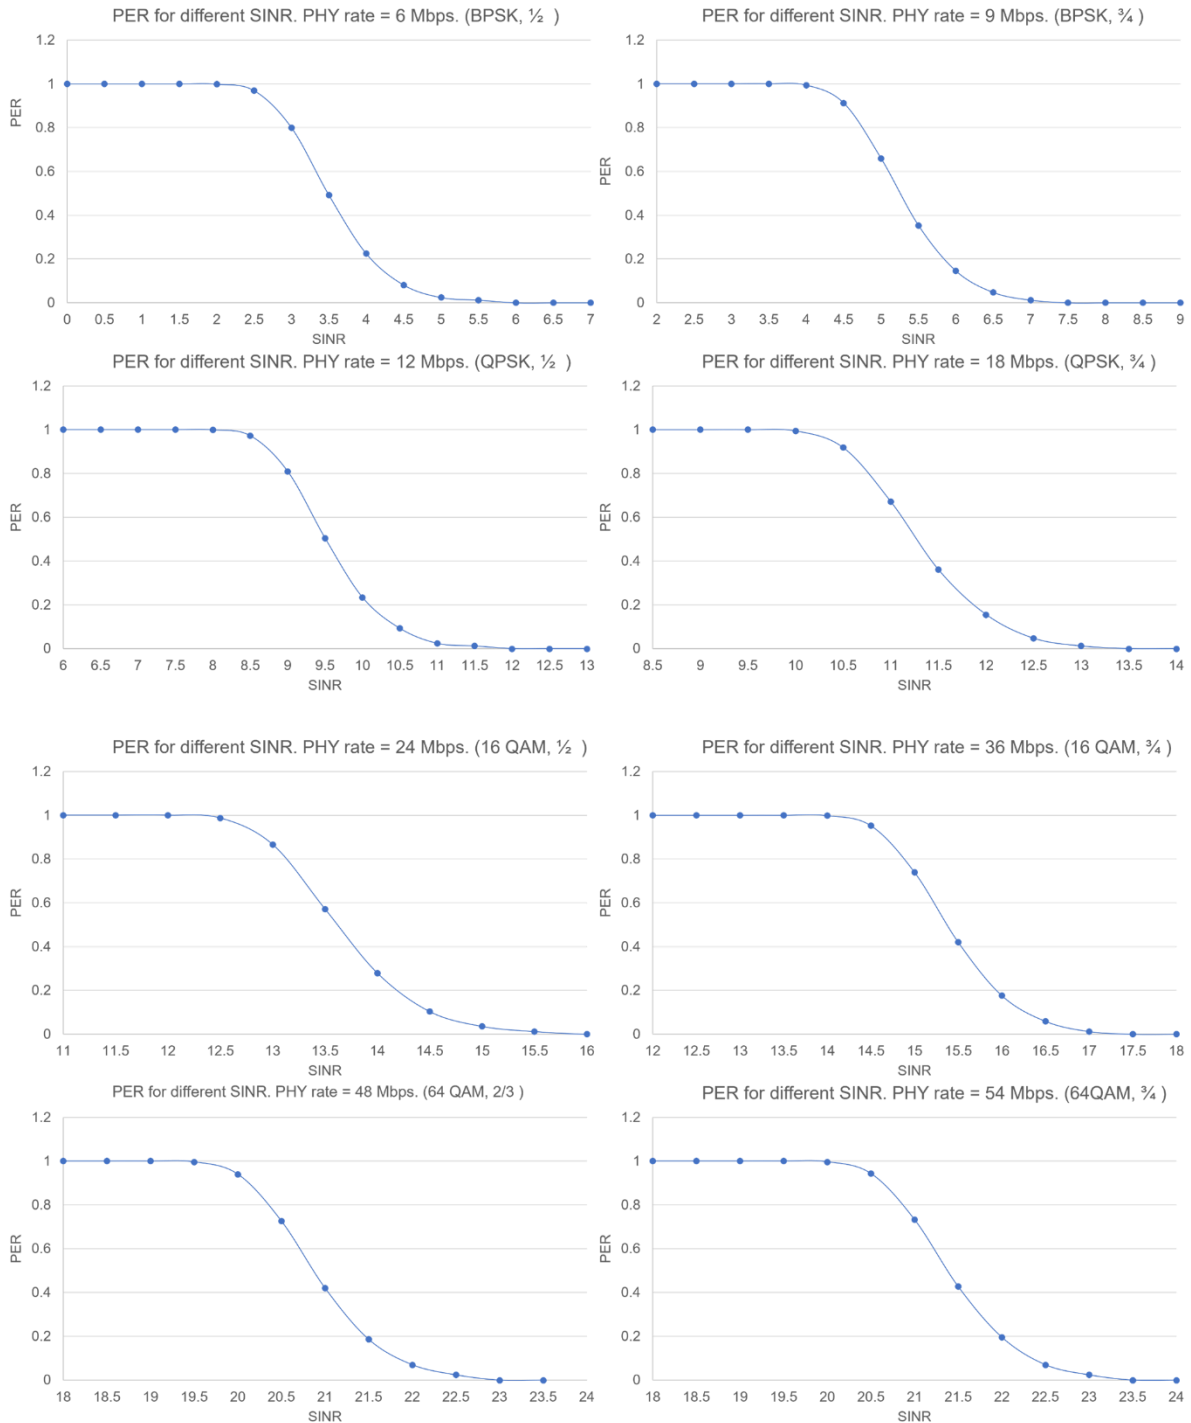 PER for different SINR. PHY rate = 6 Mbps. (BPSK, ½ )
1.2
1
0.8
0.6
0.4
0.2
0
PER
0 0.5 1 1.5 2 2.5 3 3.5 4 4.5 5 5.5 6 6.5 7
SINR
PER for different SINR. PHY rate = 9 Mbps. (BPSK, ¾ )
1.2
1
0.8
0.6
0.4
0.2
0
PER
2 2.5 3 3.5 4 4.5 5 5.5 6 6.5 7 7.5 8 8.5 9
SINR
PER for different SINR. PHY rate = 12 Mbps. (QPSK, ½ )
1.2
1
0.8
0.6
0.4
0.2
0
PER
6 6.5 7 7.5 8 8.5 9 9.5 10 10.5 11 11.5 12 12.5 13
SINR
PER for different SINR. PHY rate = 18 Mbps. (QPSK, ¾ )
1.2
1
0.8
0.6
0.4
0.2
0
PER
8.5 9 9.5 10 10.5 11 11.5 12 12.5 13 13.5 14
SINR
PER for different SINR. PHY rate = 24 Mbps. (16 QAM, ½ )
1.2
1
0.8
0.6
0.4
0.2
0
PER
11 11.5 12 12.5 13 13.5 14 14.5 15 15.5 16
SINR
PER for different SINR. PHY rate = 36 Mbps. (16 QAM, ¾ )
1.2
1
0.8
0.6
0.4
0.2
0
PER
12 12.5 13 13.5 14 14.5 15 15.5 16 16.5 17 17.5 18
SINR
PER for different SINR. PHY rate = 48 Mbps. (64 QAM, 2/3 )
1.2
1
0.8
0.6
0.4
0.2
0
PER
18 18.5 19 19.5 20 20.5 21 21.5 22 22.5 23 23.5 24
SINR
PER for different SINR. PHY rate = 54 Mbps. (64QAM, ¾ )
1.2
1
0.8
0.6
0.4
0.2
0
PER
18 18.5 19 19.5 20 20.5 21 21.5 22 22.5 23 23.5 24
SINR